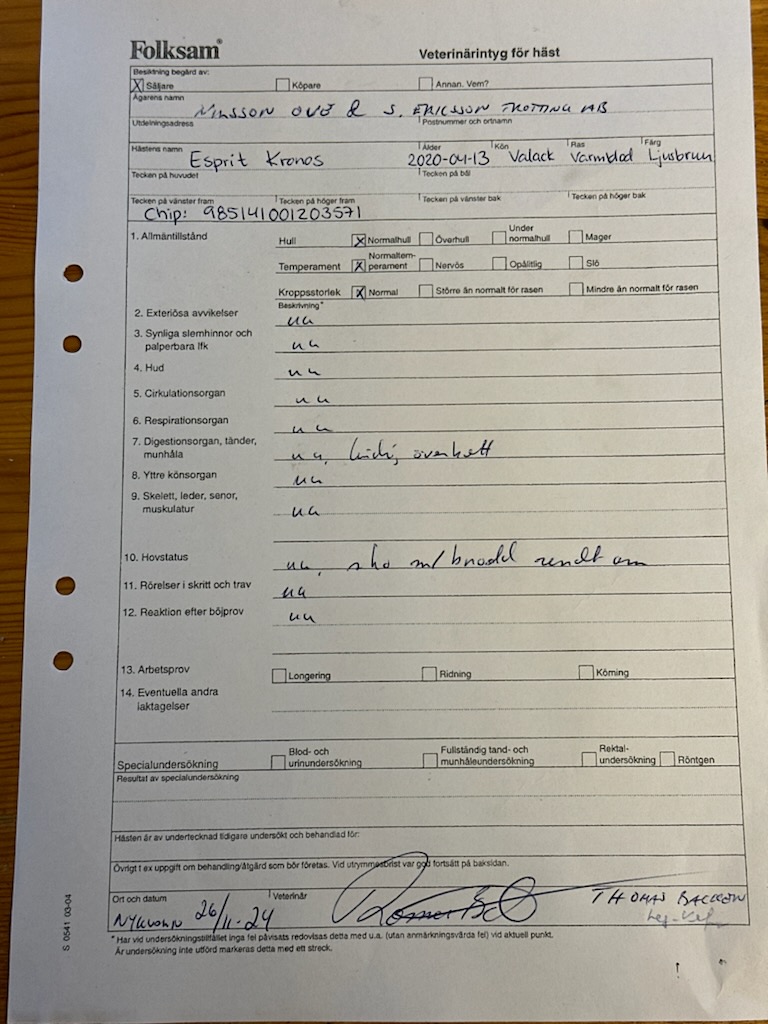 Folksam®
Veterinärintyg för häst
Besiktning begärd av:
X Säljare Köpare Annan. Vem?
Ägarens namn
NILSSON OVE & S. ERICSSON TROTTING AB
Utdelningsadress Postnummer och ortnamn
Hästens namn Ålder Kön Ras Färg
Esprit Kronos 2020-04-13 Valack Varmblod Ljusbrun
Tecken på huvudet Tecken på bål
Tecken på vänster fram Tecken på höger fram Tecken på vänster bak Tecken på höger bak
Chip: 985141001203571
1. Allmäntillstånd Hull X Normalhull Överhull Under normalhull Mager
Temperament X Normaltemperament Nervös Opålitlig Slö
Kroppsstorlek X Normal Större än normalt för rasen Mindre än normalt för rasen
Beskrivning*
2. Exteriösa avvikelser ua
3. Synliga slemhinnor och
palperbara lfk ua
4. Hud ua
5. Cirkulationsorgan ua
6. Respirationsorgan ua
7. Digestionsorgan, tänder,
munhåla ua,
8. Yttre könsorgan ua
9. Skelett, leder, senor,
muskulatur ua
10. Hovstatus ua, sko m/brodd rundt om
11. Rörelser i skritt och trav ua
12. Reaktion efter böjprov ua
13. Arbetsprov Longering Ridning Körning
14. Eventuella andra
iaktagelser
Specialundersökning Blod- och urinundersökning Fullständig tand- och munhåleundersökning Rektalundersökning Röntgen
Resultat av specialundersökning
Hästen är av undertecknad tidigare undersökt och behandlad för:
Övrigt t ex uppgift om behandling/åtgärd som bör företas. Vid utrymmesbrist var god fortsätt på baksidan.
Ort och datum Veterinär
26/11-24 THOMAS
* Har vid undersökningstillfället inga fel påvisats redovisas detta med u.a. (utan anmärkningsvärda fel) vid aktuell punkt.
Är undersökning inte utförd markeras detta med ett streck.
S 0541 03-04